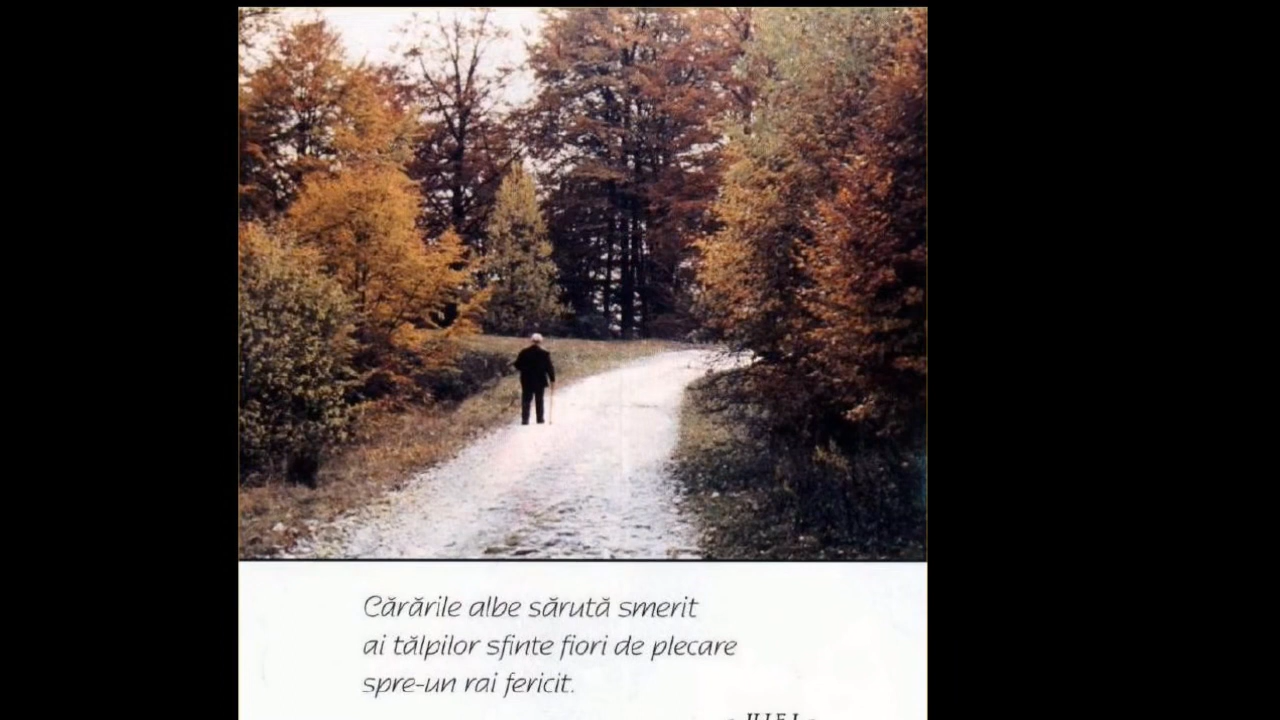 Cărările albe sărută smerit
ai tălpilor sfinte fiori de plecare
spre-un rai fericit.